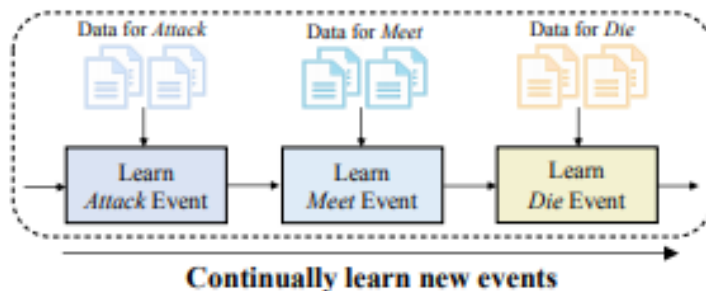 Data for Attack
Data for Meet
Data for Die
Learn
Attack Event
Learn
Meet Event
Learn
Die Event
Continually learn new events